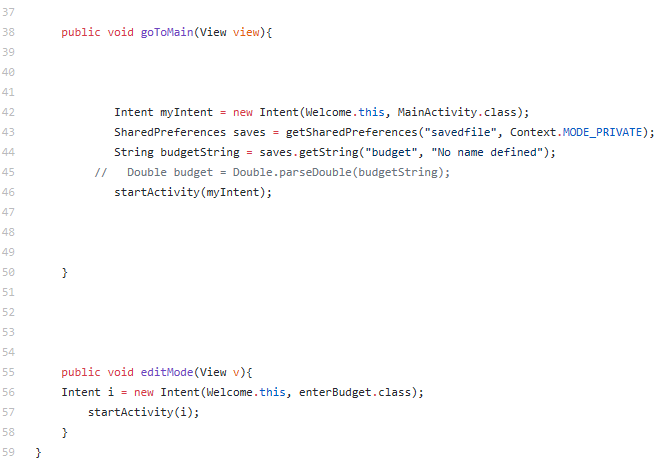 37
38 public void goToMain(View view){
39
40
41
42 Intent myIntent = new Intent(Welcome.this, MainActivity.class);
43 SharedPreferences saves = getSharedPreferences("savedfile", Context.MODE_PRIVATE);
44 String budgetString = saves.getString("budget", "No name defined");
45 // Double budget = Double.parseDouble(budgetString);
46 startActivity(myIntent);
47
48
49
50 }
51
52
53
54
55 public void editMode(View v){
56 Intent i = new Intent(Welcome.this, enterBudget.class);
57 startActivity(i);
58 }
59 }